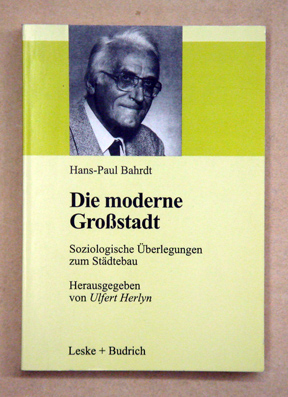 Hans-Paul Bahrdt
Die moderne
Großstadt
Soziologische Überlegungen
zum Städtebau
Herausgegeben
von Ulfert Herlyn
Leske + Budrich